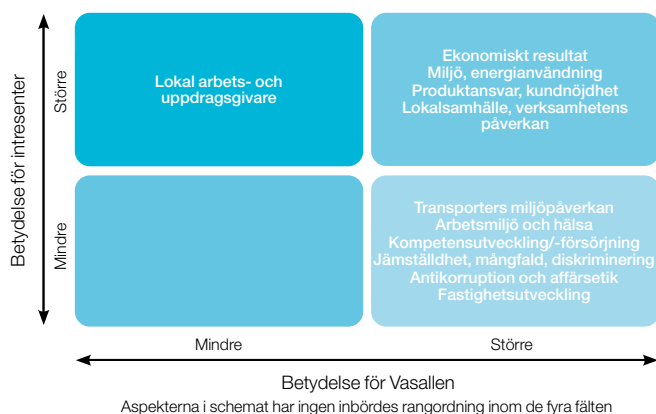 Betydelse för intressenter
Större
Mindre
Lokal arbets- och
uppdragsgivare
Ekonomiskt resultat
Miljö, energianvändning
Produktansvar, kundnöjdhet
Lokalsamhälle, verksamhetens
påverkan
Transporters miljöpåverkan
Arbetsmiljö och hälsa
Kompetensutveckling/-försörjning
Jämställdhet, mångfald, diskriminering
Antikorruption och affärsetik
Fastighetsutveckling
Mindre
Större
Betydelse för Vasallen
Aspekterna i schemat har ingen inbördes rangordning inom de fyra fälten